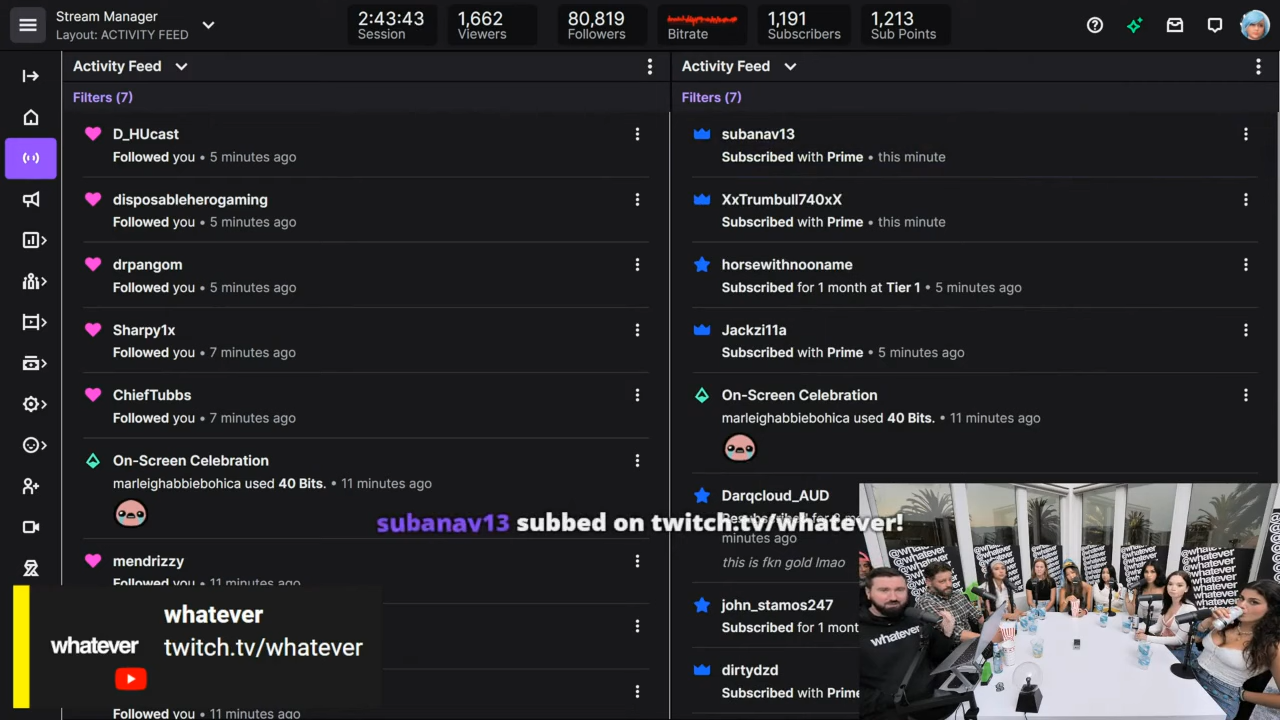 Stream Manager
Layout: ACTIVITY FEED
2:43:43
Session
1,662
Viewers
80,819
Followers
Bitrate
1,191
Subscribers
1,213
Sub Points
Activity Feed
Filters (7)
D_HUcast
Followed you • 5 minutes ago
disposableherogaming
Followed you • 5 minutes ago
drpangom
Followed you • 5 minutes ago
Sharpy1x
Followed you • 7 minutes ago
ChiefTubbs
Followed you • 7 minutes ago
On-Screen Celebration
marleighabbiebohica used 40 Bits. • 11 minutes ago
mendrizzy
Followed you • 11 minutes ago
Followed you • 11 minutes ago
Activity Feed
Filters (7)
subanav13
Subscribed with Prime • this minute
XxTrumbull740xX
Subscribed with Prime • this minute
horsewithnooname
Subscribed for 1 month at Tier 1 • 5 minutes ago
Jackzi11a
Subscribed with Prime • 5 minutes ago
On-Screen Celebration
marleighabbiebohica used 40 Bits. • 11 minutes ago
Darqcloud_AUD
minutes ago
this is fkn gold lmao
john_stamos247
Subscribed for 1 mont
dirtydzd
Subscribed with Prime
subanav13 subbed on twitch.tv/whatever!
whatever
whatever
twitch.tv/whatever
whatever
@whatever
@whatever
@whatever
@whatever